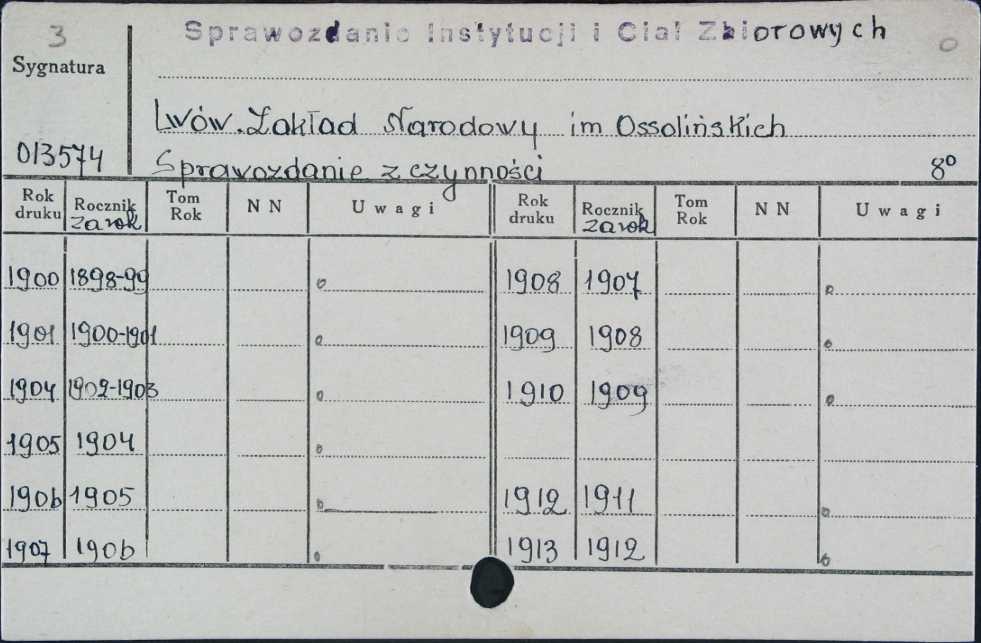 3
Sprawozdanie Instytucji i Ciał Zbiorowych
0
Sygnatura
Lwów. Zakład Narodowy im Ossolińskich
013574
Sprawozdanie z czynności 8°
Rok druku Rocznik za rok Tom Rok N N Uwagi Rok druku Rocznik za rok Tom Rok N N Uwagi
1900 1898-99 o 1908 1907 o
1901 1900-1901 o 1909 1908 o
1904 1902-1903 o 1910 1909 o
1905 1904 o
1906 1905 o 1912 1911 o
1907 1906 o 1913 1912 o